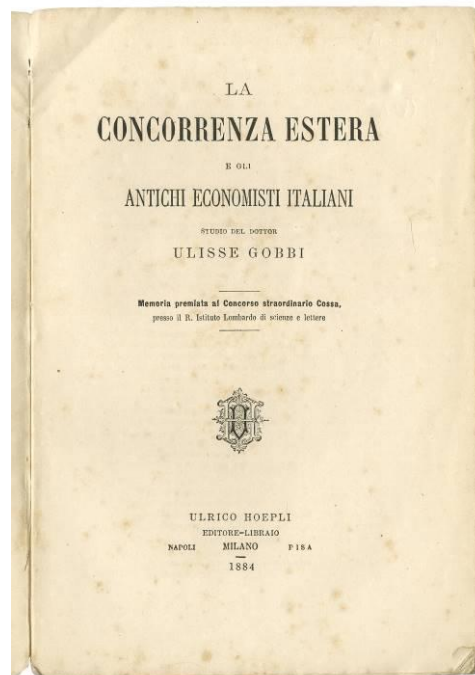 LA
CONCORRENZA ESTERA
E GLI
ANTICHI ECONOMISTI ITALIANI
STUDIO DEL DOTTOR
ULISSE GOBBI
Memoria premiata al Concorso straordinario Cossa,
presso il R. Istituto Lombardo di scienze e lettere
ULRICO HOEPLI
EDITORE-LIBRAIO
NAPOLI MILANO PISA
1884